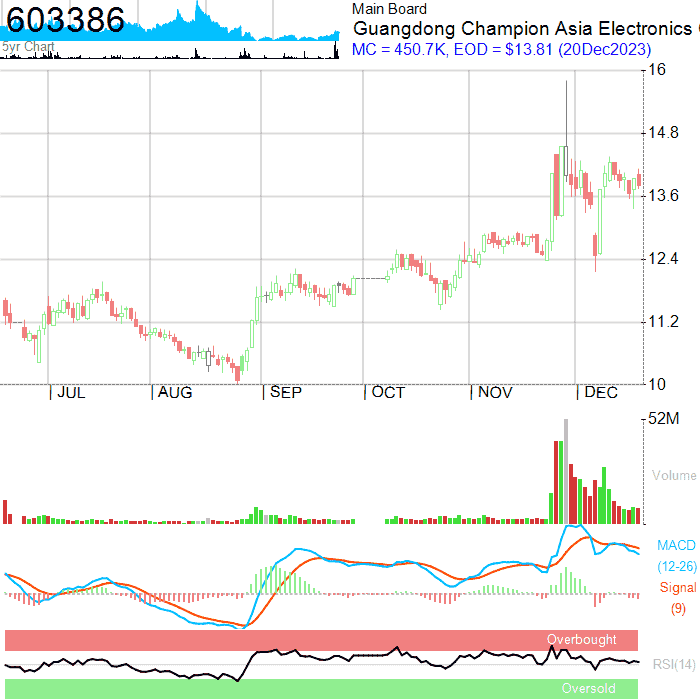 603386
5yr Chart
Main Board
Guangdong Champion Asia Electronics
MC = 450.7K, EOD = $13.81 (20Dec2023)
16
14.8
13.6
12.4
11.2
10
JUL AUG SEP OCT NOV DEC
52M
Volume
MACD
(12-26)
Signal
(9)
Overbought
RSI(14)
Oversold